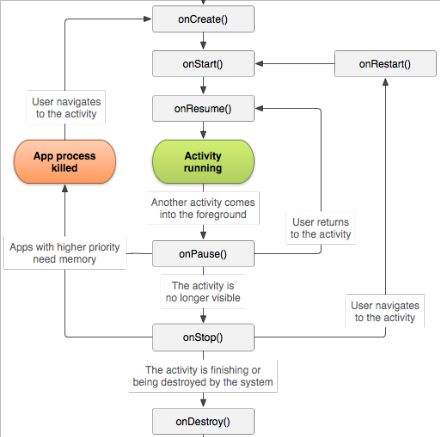 onCreate()
onStart()
onRestart()
User navigates
to the activity
onResume()
App process
killed
Activity
running
Another activity comes
into the foreground
User returns
to the activity
Apps with higher priority
need memory
onPause()
The activity is
no longer visible
User navigates
to the activity
onStop()
The activity is finishing or
being destroyed by the system
onDestroy()